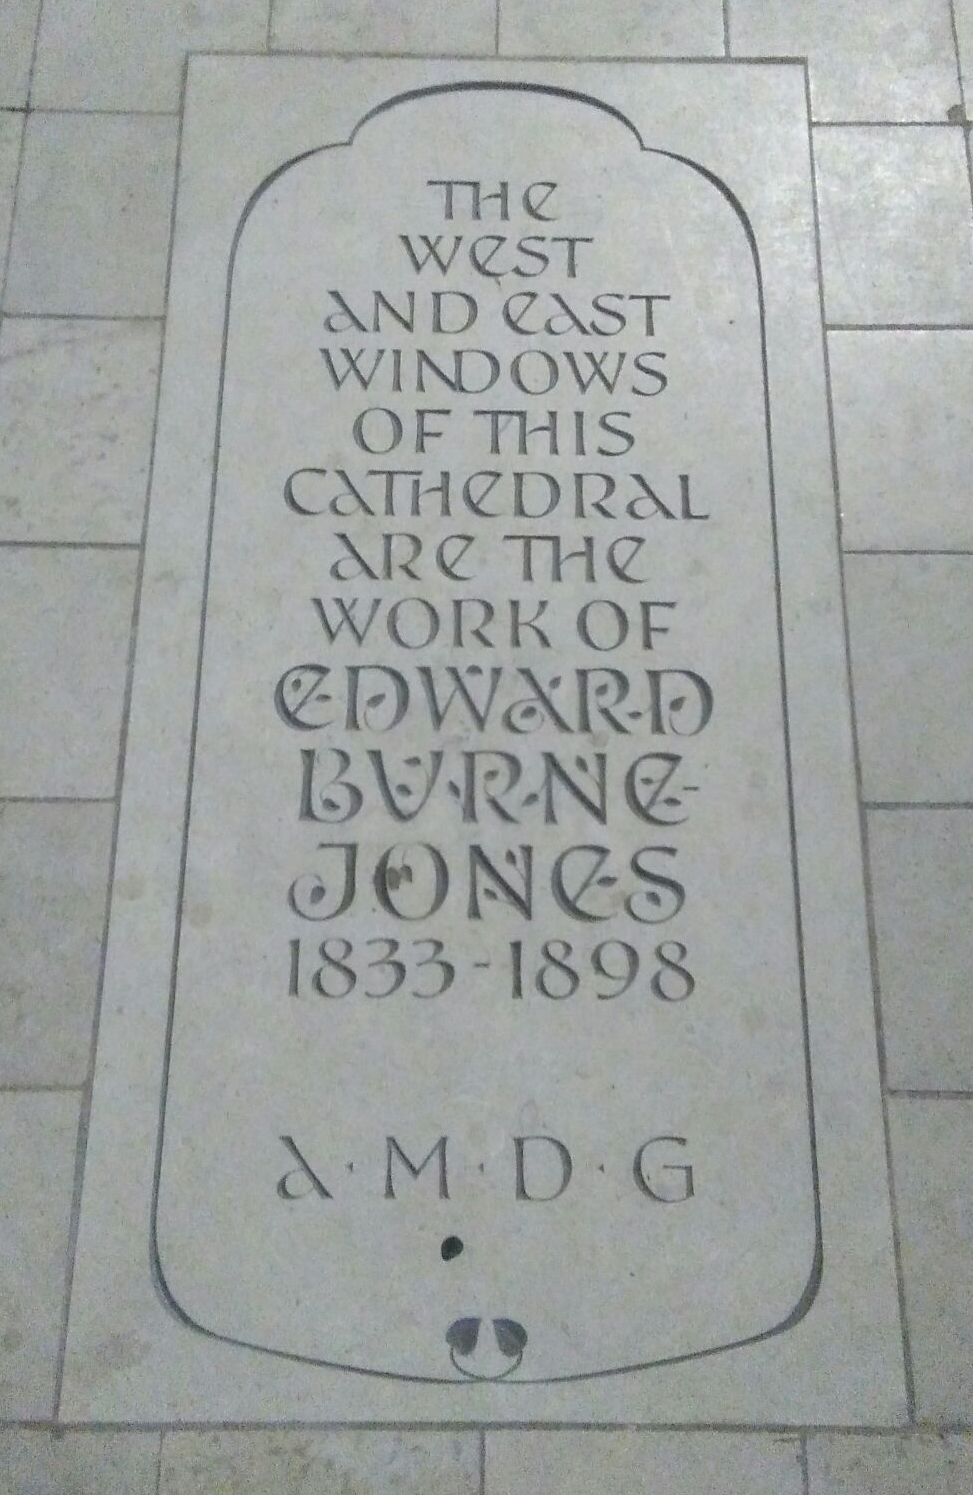 THE
WEST
AND EAST
WINDOWS
OF THIS
CATHEDRAL
ARE THE
WORK OF
EDWARD
BURNE-
JONES
1833-1898
A·M·D·G